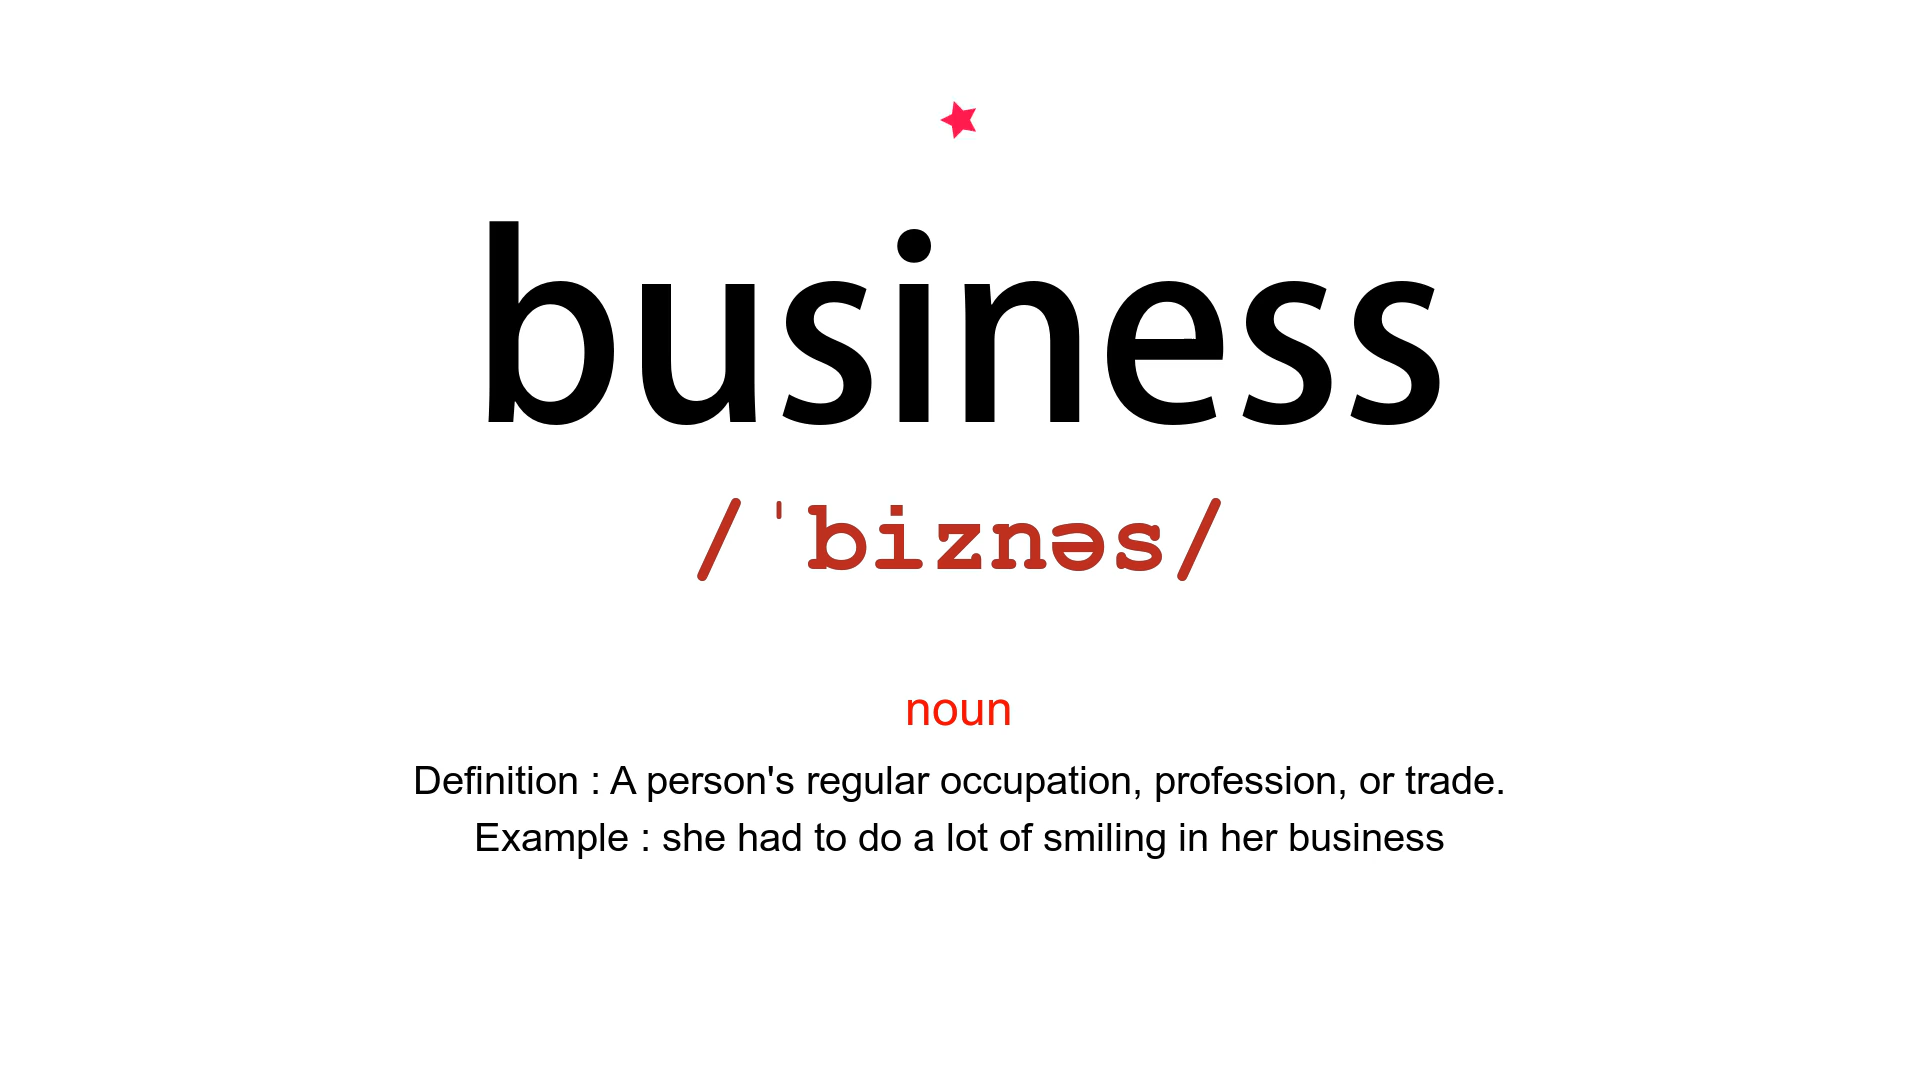 business
/ˈbiznəs/
noun
Definition : A person's regular occupation, profession, or trade.
Example : she had to do a lot of smiling in her business